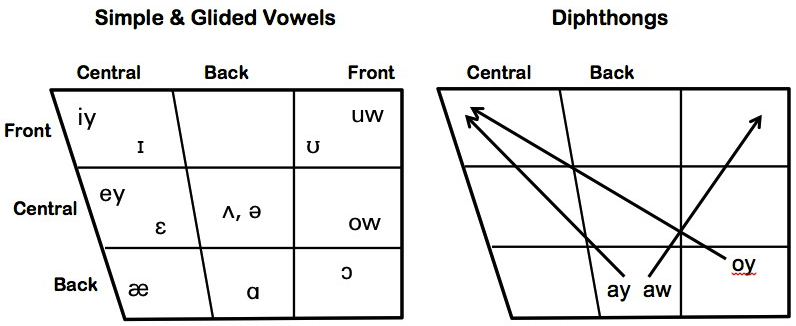 Simple & Glided Vowels
Diphthongs
Central Back Front
Central Back
Front
iy
uw
ɪ
ʊ
Central
ey
ʌ, ə
ɛ
ow
Back
æ
ɑ
ɔ
oy
ay aw